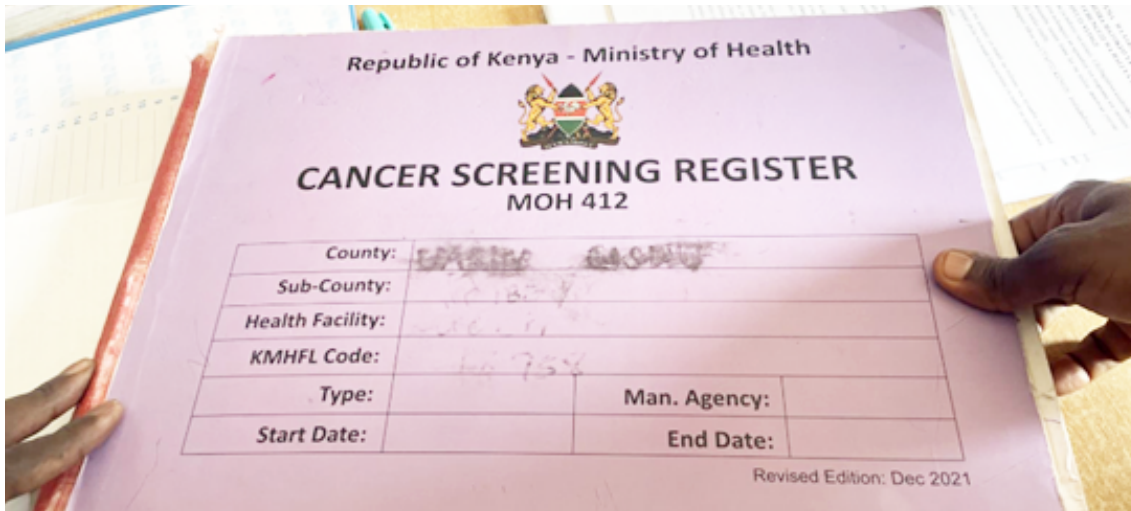 Republic of Kenya - Ministry of Health
CANCER SCREENING REGISTER
MOH 412
County:
Sub-County:
Health Facility:
KMHFL Code: 758
Type: Man. Agency:
Start Date: End Date:
Revised Edition: Dec 2021